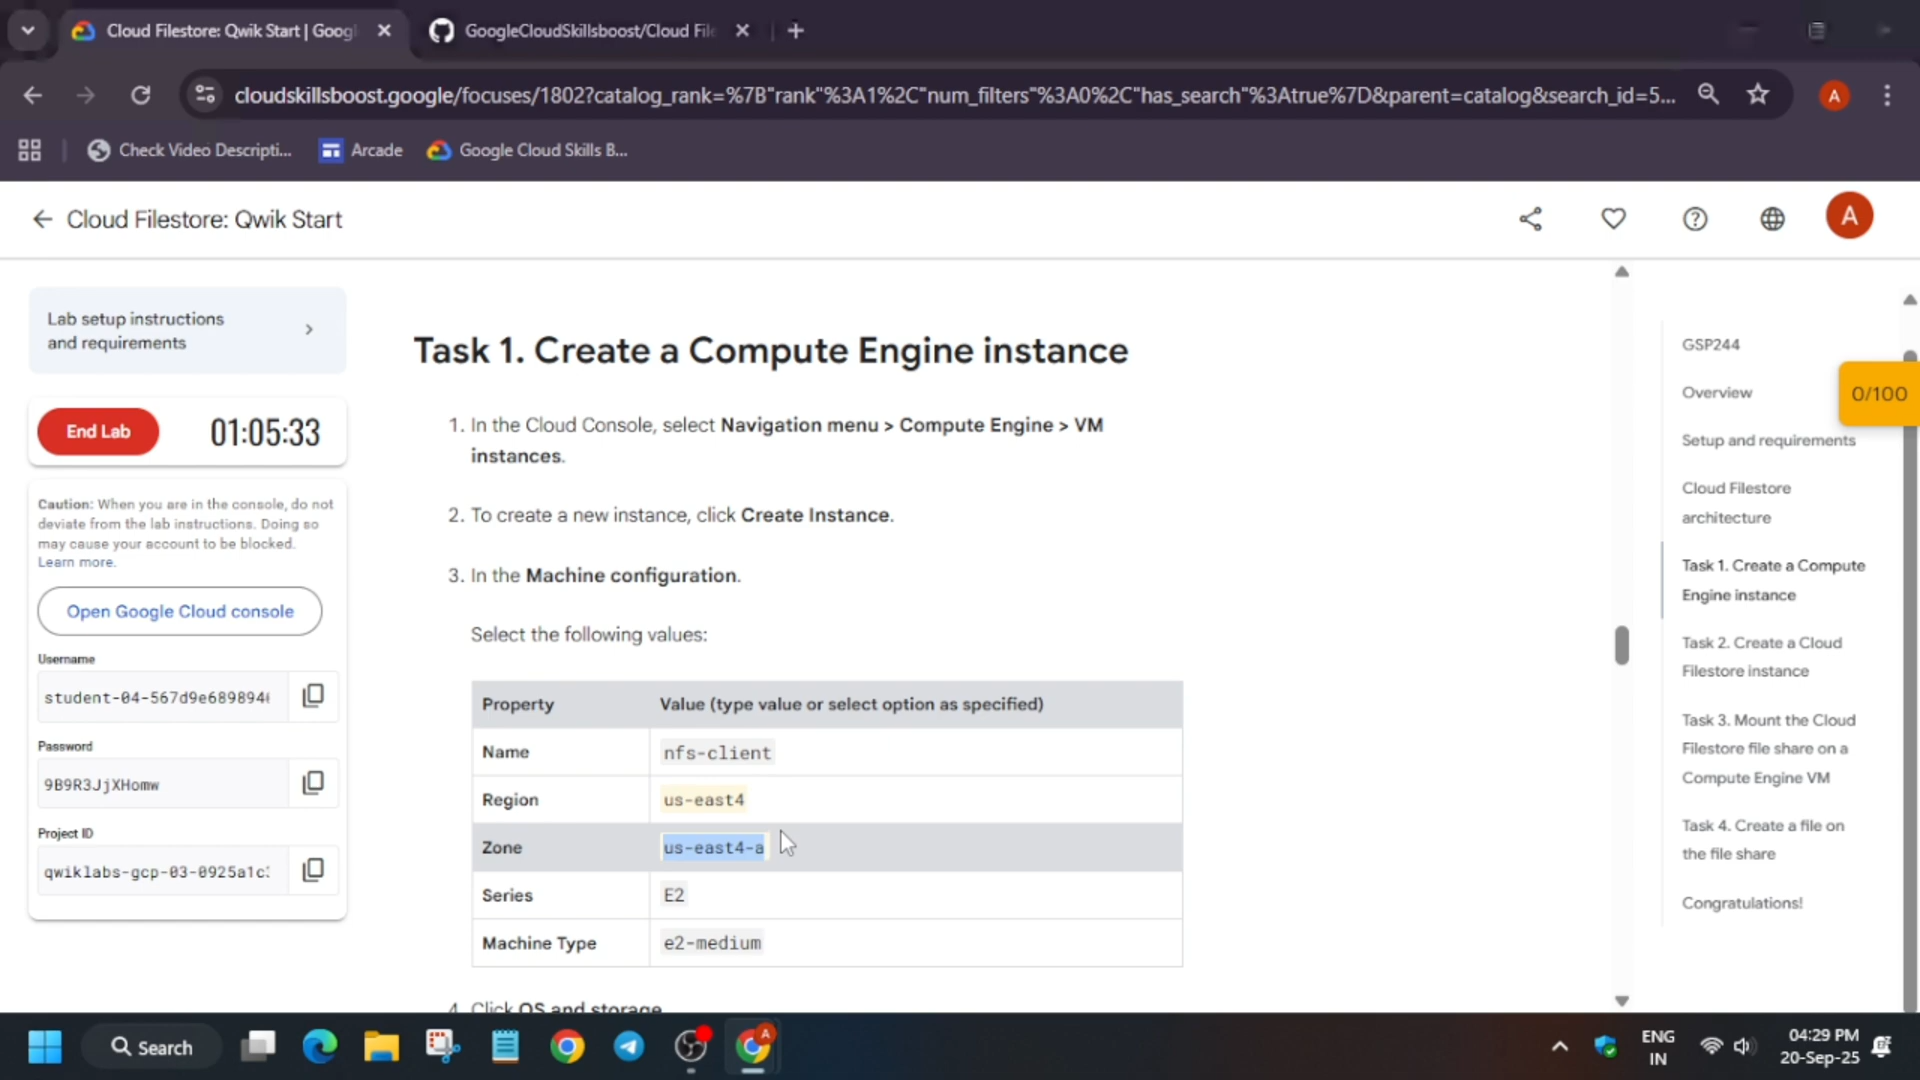 Cloud Filestore: Qwik Start | Goog
GoogleCloudSkillsboost/Cloud File
cloudskillsboost.google/focuses/1802?catalog_rank=%7B"rank"%3A1%2C"num_filters"%3A0%2C"has_search"%3Atrue%7D&parent=catalog&search_id=5...
A
Check Video Descripti...
Arcade
Google Cloud Skills B...
Cloud Filestore: Qwik Start
A
Lab setup instructions
and requirements
End Lab
01:05:33
Caution: When you are in the console, do not
deviate from the lab instructions. Doing so
may cause your account to be blocked.
Learn more.
Open Google Cloud console
Username
student-04-567d9e6898940
Password
9B9R3JjXHomw
Project ID
qwiklabs-gcp-03-0925a1c
Task 1. Create a Compute Engine instance
1. In the Cloud Console, select Navigation menu > Compute Engine > VM
instances.
2. To create a new instance, click Create Instance.
3. In the Machine configuration.
Select the following values:
Property Value (type value or select option as specified)
Name nfs-client
Region us-east4
Zone us-east4-a
Series E2
Machine Type e2-medium
4. Click OS and storage
GSP244
Overview
Setup and requirements
Cloud Filestore
architecture
Task 1. Create a Compute
Engine instance
Task 2. Create a Cloud
Filestore instance
Task 3. Mount the Cloud
Filestore file share on a
Compute Engine VM
Task 4. Create a file on
the file share
Congratulations!
0/100
Search
A
ENG
IN
04:29 PM
20-Sep-25